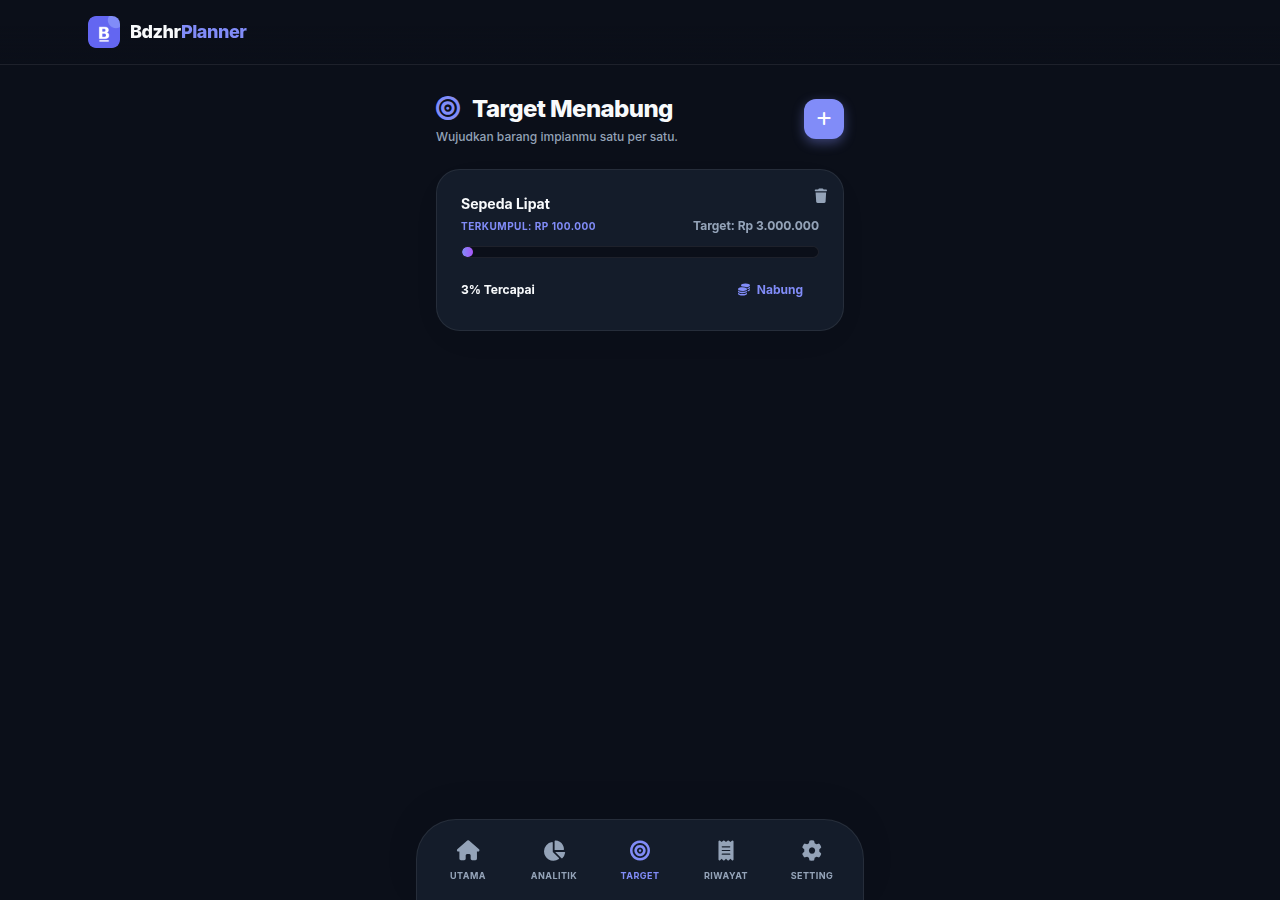 B
BdzhrPlanner
Target Menabung
Wujudkan barang impianmu satu per satu.
+
Sepeda Lipat
TERKUMPUL: RP 100.000
Target: Rp 3.000.000
3% Tercapai
Nabung
UTAMA
ANALITIK
TARGET
RIWAYAT
SETTING